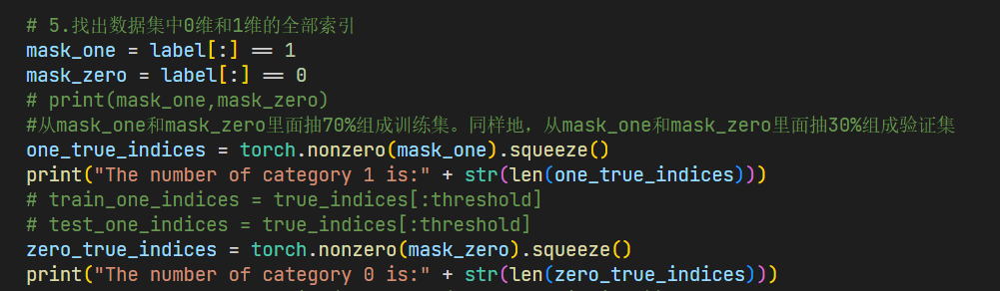 # 5.找出数据集中0维和1维的全部索引
mask_one = label[:] == 1
mask_zero = label[:] == 0
# print(mask_one,mask_zero)
#从mask_one和mask_zero里面抽70%组成训练集。同样地，从mask_one和mask_zero里面抽30%组成验证集
one_true_indices = torch.nonzero(mask_one).squeeze()
print("The number of category 1 is:" + str(len(one_true_indices)))
# train_one_indices = true_indices[:threshold]
# test_one_indices = true_indices[:threshold]
zero_true_indices = torch.nonzero(mask_zero).squeeze()
print("The number of category 0 is:" + str(len(zero_true_indices)))